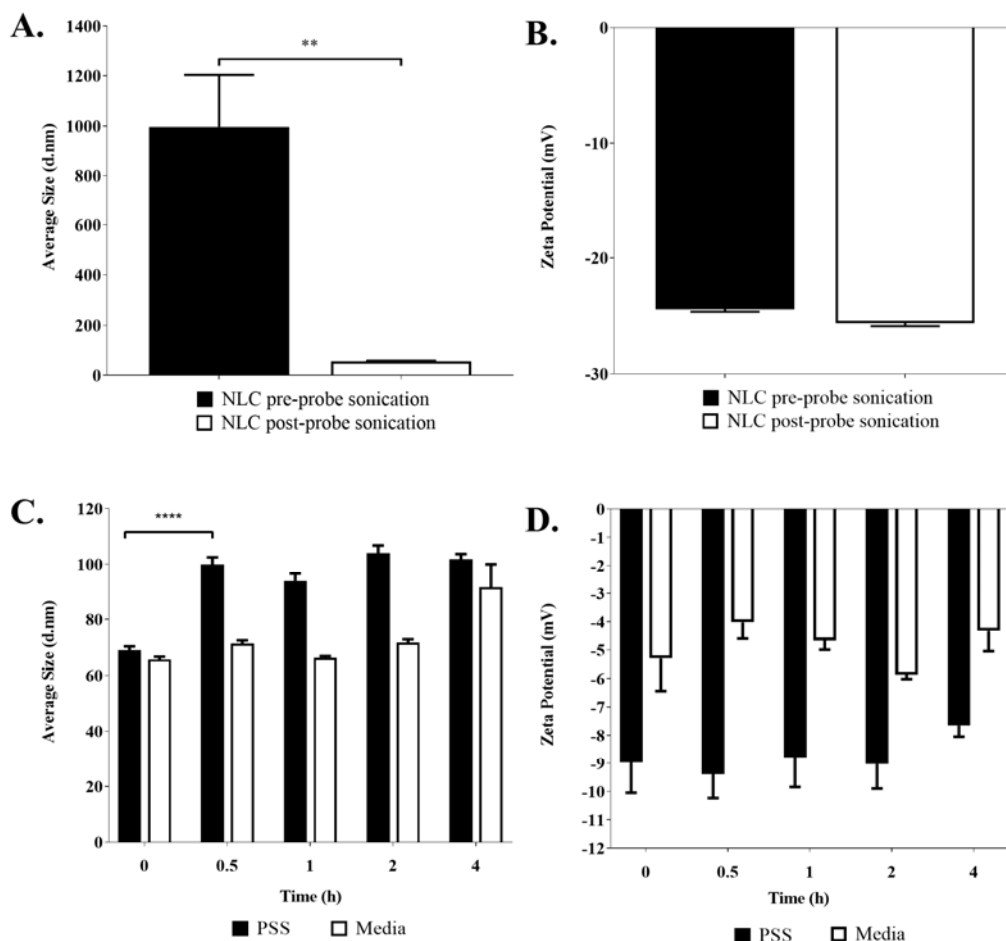 A.
1400
1200
1000
800
600
400
200
0
Average Size (d.nm)
**
NLC pre-probe sonication
NLC post-probe sonication
B.
0
-10
-20
-30
Zeta Potential (mV)
NLC pre-probe sonication
NLC post-probe sonication
C.
120
100
80
60
40
20
0
Average Size (d.nm)
****
0 0.5 1 2 4
Time (h)
PSS Media
D.
0
-1
-2
-3
-4
-5
-6
-7
-8
-9
-10
-11
-12
Zeta Potential (mV)
0 0.5 1 2 4
Time (h)
PSS Media